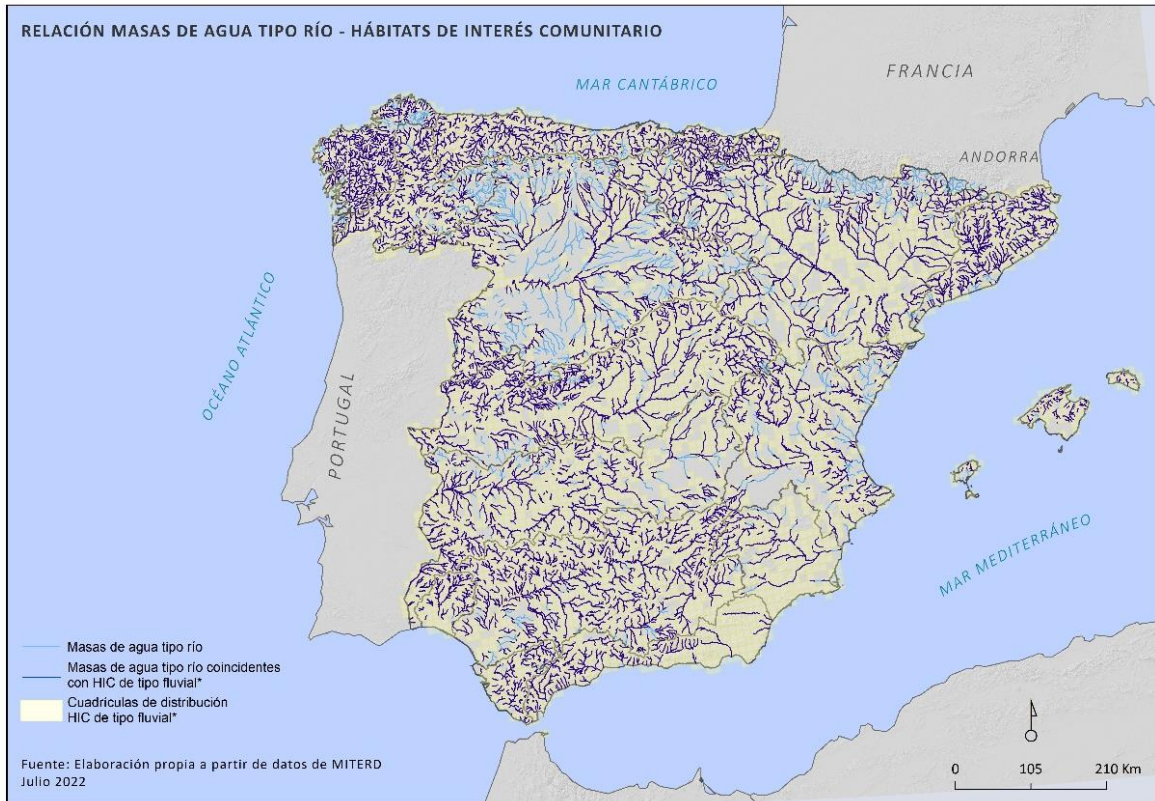 RELACIÓN MASAS DE AGUA TIPO RÍO - HÁBITATS DE INTERÉS COMUNITARIO
MAR CANTÁBRICO
FRANCIA
ANDORRA
OCÉANO ATLÁNTICO
PORTUGAL
MAR MEDITERRÁNEO
Masas de agua tipo río
Masas de agua tipo río coincidentes
con HIC de tipo fluvial*
Cuadrículas de distribución
HIC de tipo fluvial*
Fuente: Elaboración propia a partir de datos de MITERD
Julio 2022
0 105 210 Km